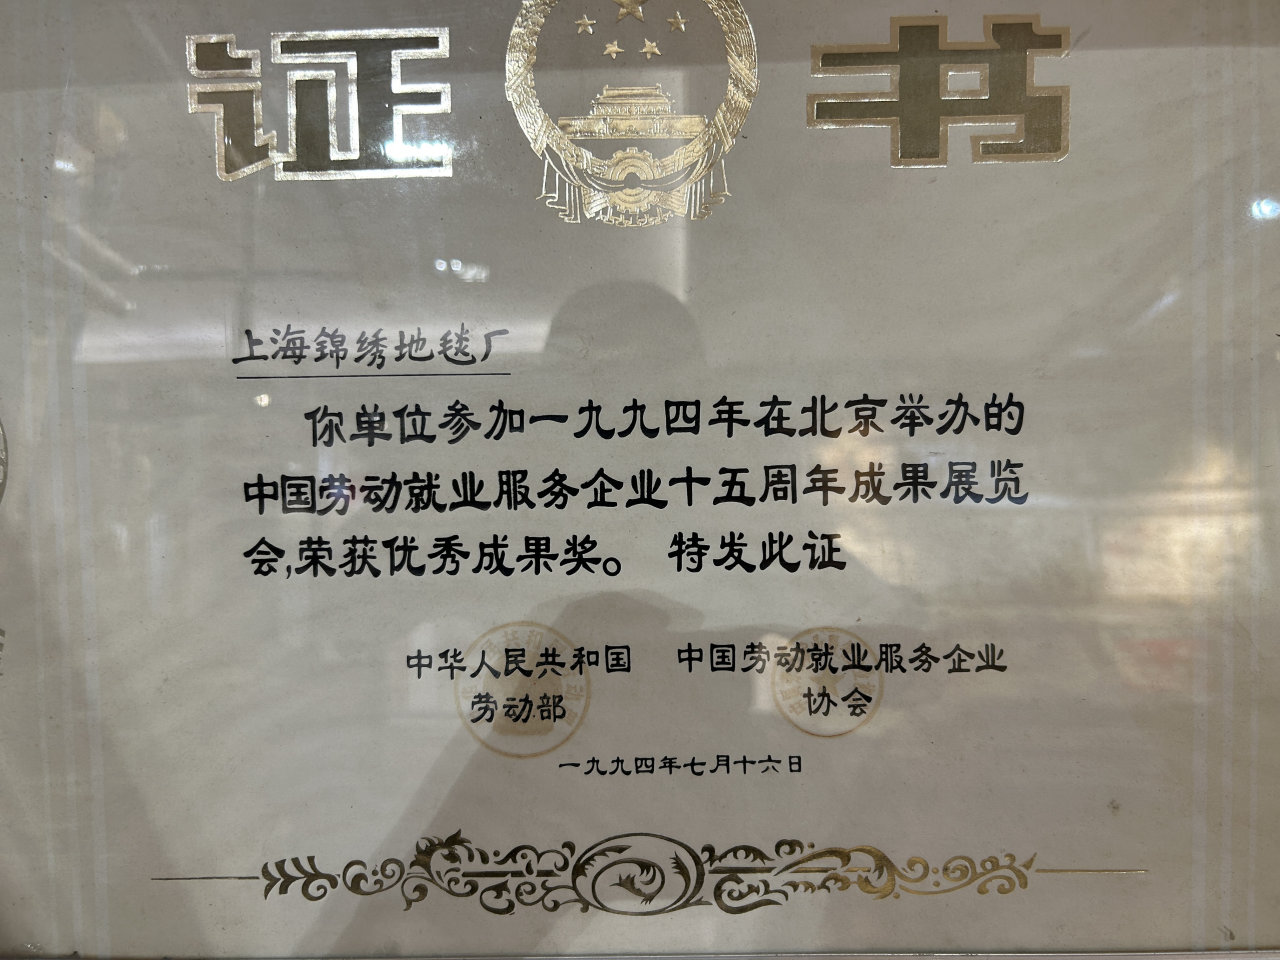 证书
上海锦绣地毯厂
你单位参加一九九四年在北京举办的
中国劳动就业服务企业十五周年成果展览
会,荣获优秀成果奖。 特发此证
中华人民共和国 中国劳动就业服务企业
劳动部 协会
一九九四年七月十六日